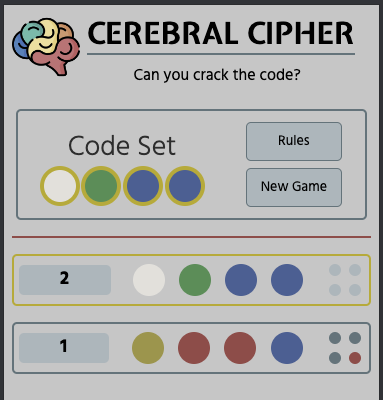 CEREBRAL CIPHER
Can you crack the code?
Code Set
Rules
New Game
2
1